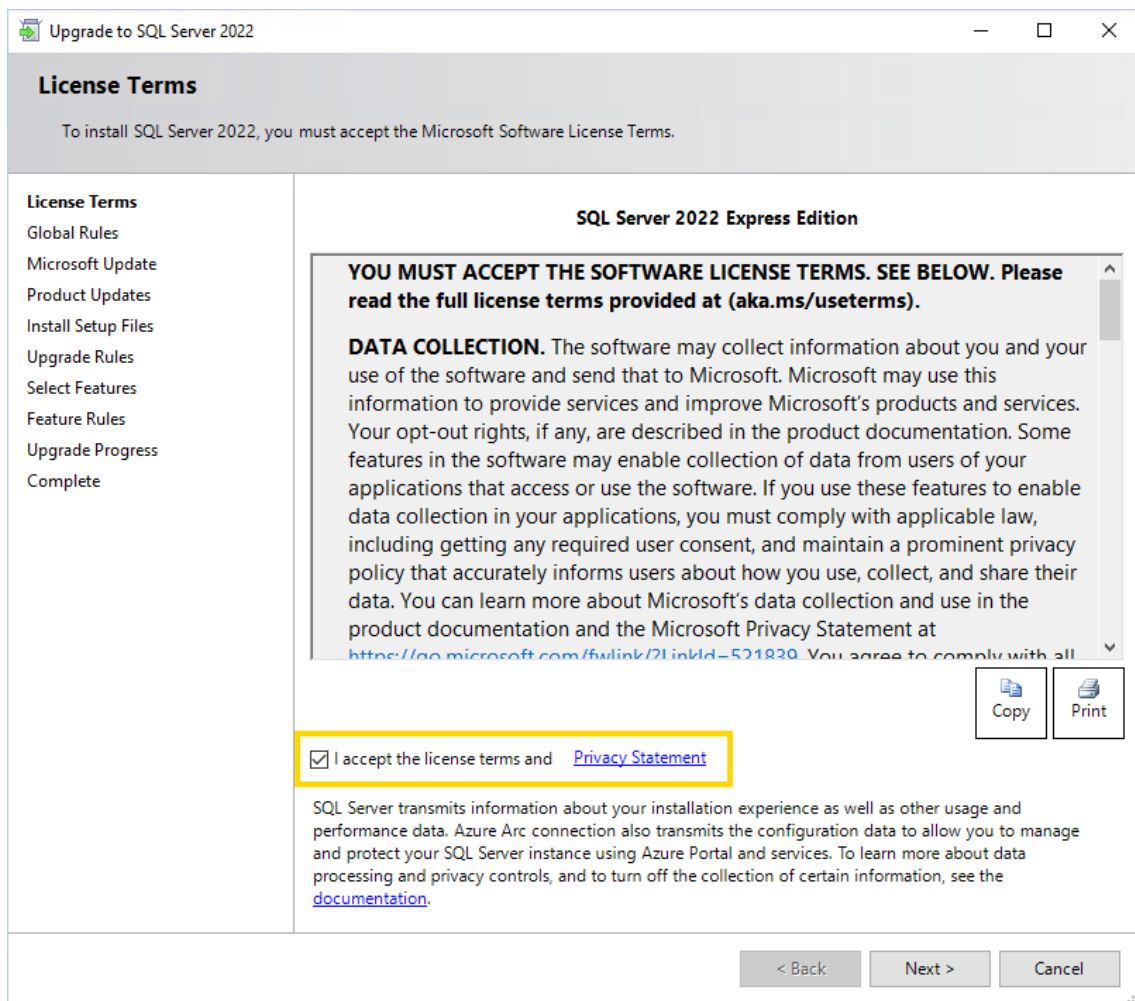 Upgrade to SQL Server 2022
License Terms
To install SQL Server 2022, you must accept the Microsoft Software License Terms.
License Terms
Global Rules
Microsoft Update
Product Updates
Install Setup Files
Upgrade Rules
Select Features
Feature Rules
Upgrade Progress
Complete
SQL Server 2022 Express Edition
YOU MUST ACCEPT THE SOFTWARE LICENSE TERMS. SEE BELOW. Please
read the full license terms provided at (aka.ms/useterms).
DATA COLLECTION. The software may collect information about you and your
use of the software and send that to Microsoft. Microsoft may use this
information to provide services and improve Microsoft's products and services.
Your opt-out rights, if any, are described in the product documentation. Some
features in the software may enable collection of data from users of your
applications that access or use the software. If you use these features to enable
data collection in your applications, you must comply with applicable law,
including getting any required user consent, and maintain a prominent privacy
policy that accurately informs users about how you use, collect, and share their
data. You can learn more about Microsoft's data collection and use in the
product documentation and the Microsoft Privacy Statement at
https://go.microsoft.com/fwlink/?LinkId=521839. You agree to comply with all
Copy
Print
I accept the license terms and Privacy Statement
SQL Server transmits information about your installation experience as well as other usage and
performance data. Azure Arc connection also transmits the configuration data to allow you to manage
and protect your SQL Server instance using Azure Portal and services. To learn more about data
processing and privacy controls, and to turn off the collection of certain information, see the
documentation.
< Back
Next >
Cancel